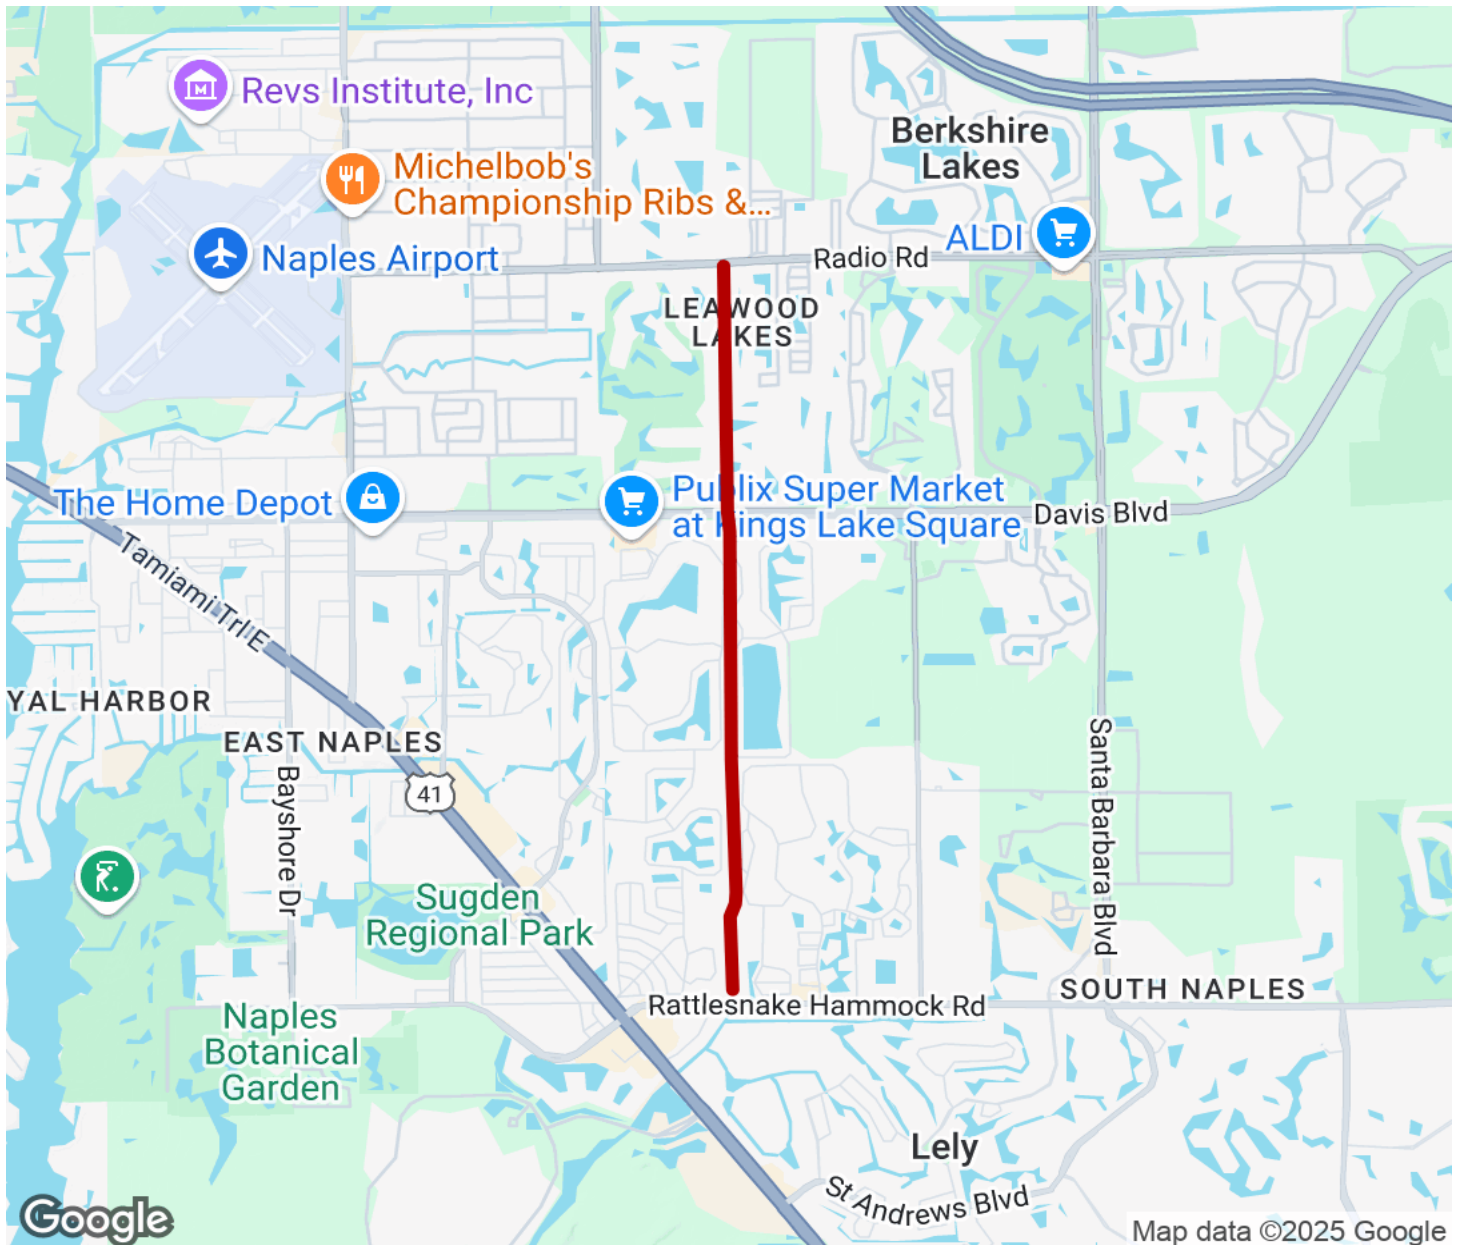 Revs Institute, Inc
Michelbob's
Championship Ribs &...
Berkshire
Lakes
Naples Airport
ALDI
Radio Rd
LEAWOOD
LAKES
The Home Depot
Publix Super Market
at Kings Lake Square
Davis Blvd
Tamiami Trl E
YAL HARBOR
EAST NAPLES
41
Bayshore Dr
Santa Barbara Blvd
Sugden
Regional Park
SOUTH NAPLES
Rattlesnake Hammock Rd
Naples
Botanical
Garden
Lely
St Andrews Blvd
Google
Map data ©2025 Google